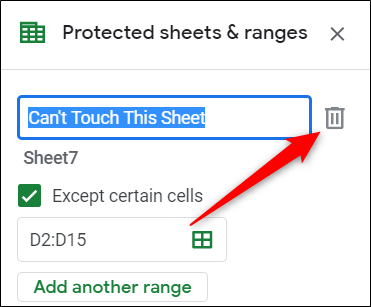 Protected sheets & ranges
Can't Touch This Sheet
Sheet7
Except certain cells
D2:D15
Add another range